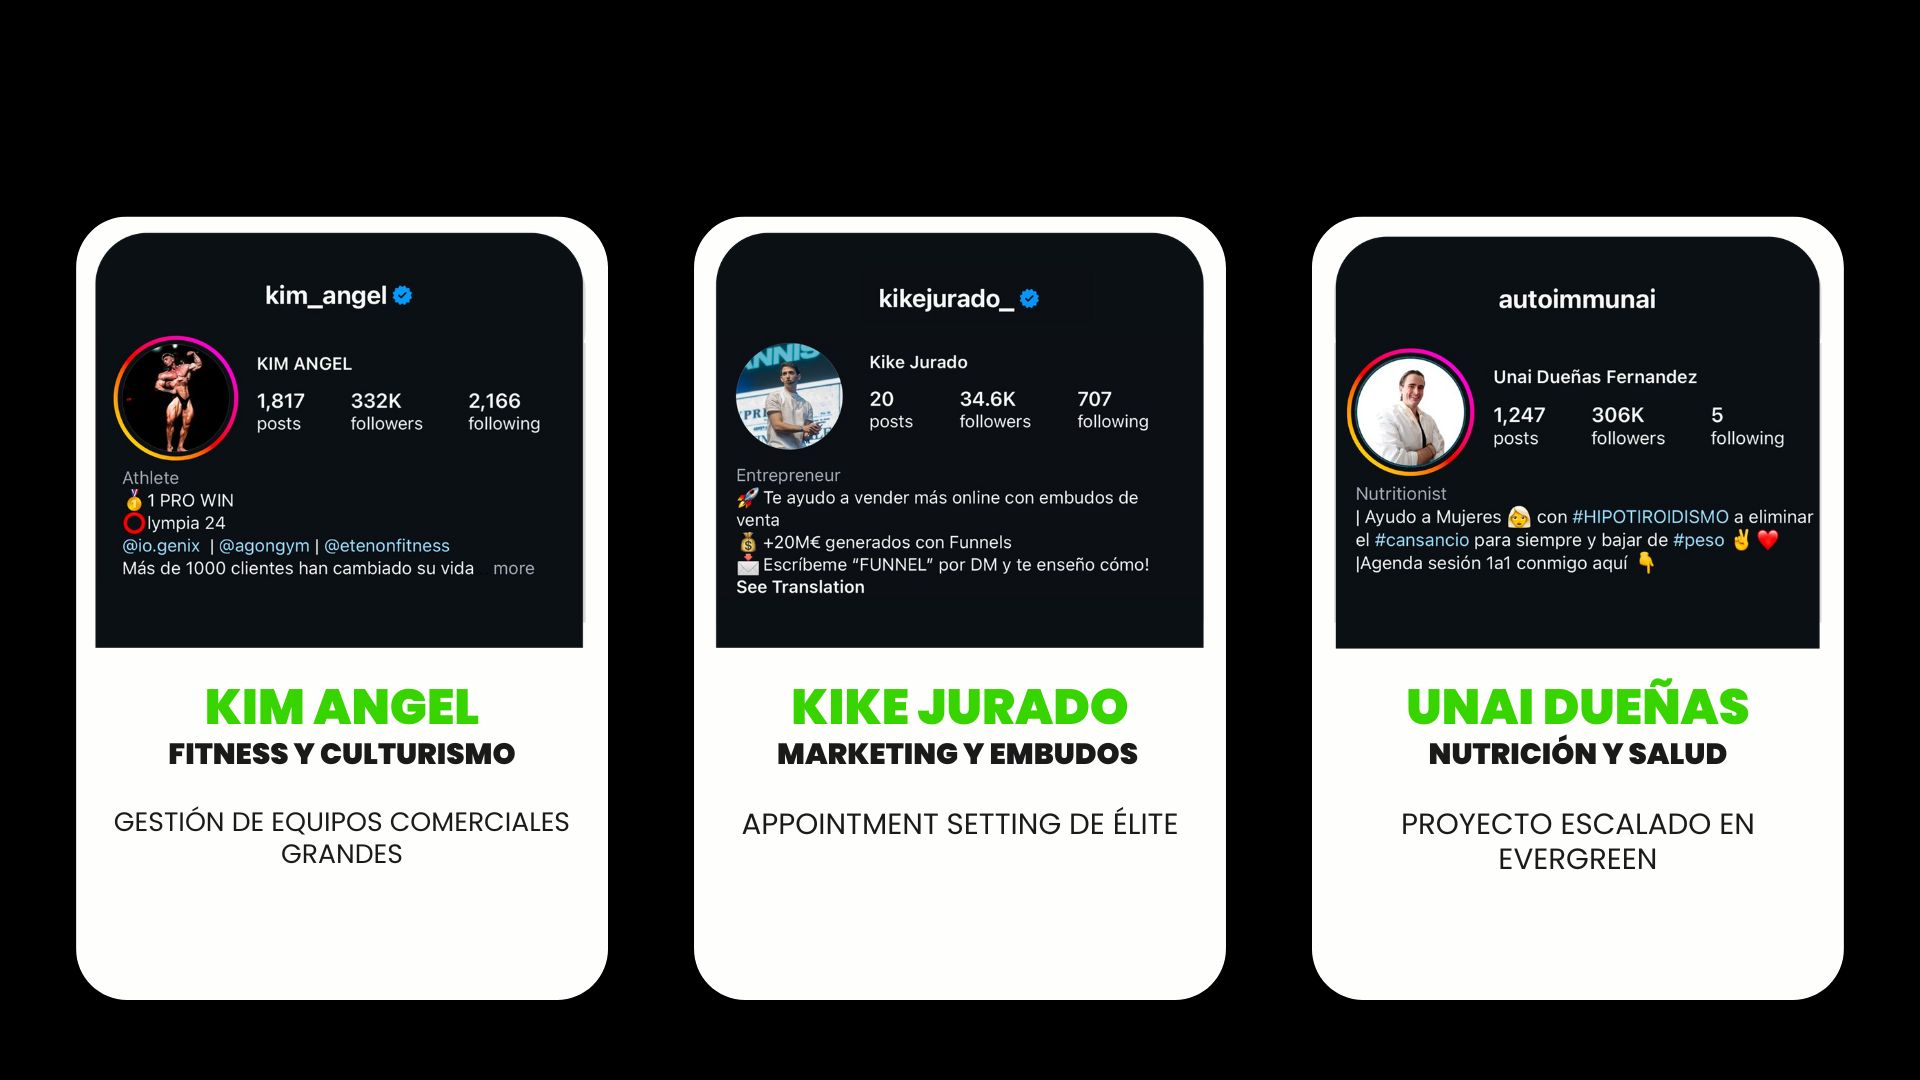 kim_angel
KIM ANGEL
1,817 332K 2,166
posts followers following
Athlete
🥇1 PRO WIN
⭕lympia 24
@io.genix | @agongym | @etenonfitness
Más de 1000 clientes han cambiado su vida ... more
KIM ANGEL
FITNESS Y CULTURISMO
GESTIÓN DE EQUIPOS COMERCIALES
GRANDES
kikejurado_
Kike Jurado
20 34.6K 707
posts followers following
Entrepreneur
🚀 Te ayudo a vender más online con embudos de
venta
💰 +20M€ generados con Funnels
📩 Escríbeme “FUNNEL” por DM y te enseño cómo!
See Translation
KIKE JURADO
MARKETING Y EMBUDOS
APPOINTMENT SETTING DE ÉLITE
autoimmunai
Unai Dueñas Fernandez
1,247 306K 5
posts followers following
Nutritionist
| Ayudo a Mujeres 👩 con #HIPOTIROIDISMO a eliminar
el #cansancio para siempre y bajar de #peso ✌️❤️
|Agenda sesión 1a1 conmigo aquí 👇
UNAI DUEÑAS
NUTRICIÓN Y SALUD
PROYECTO ESCALADO EN
EVERGREEN